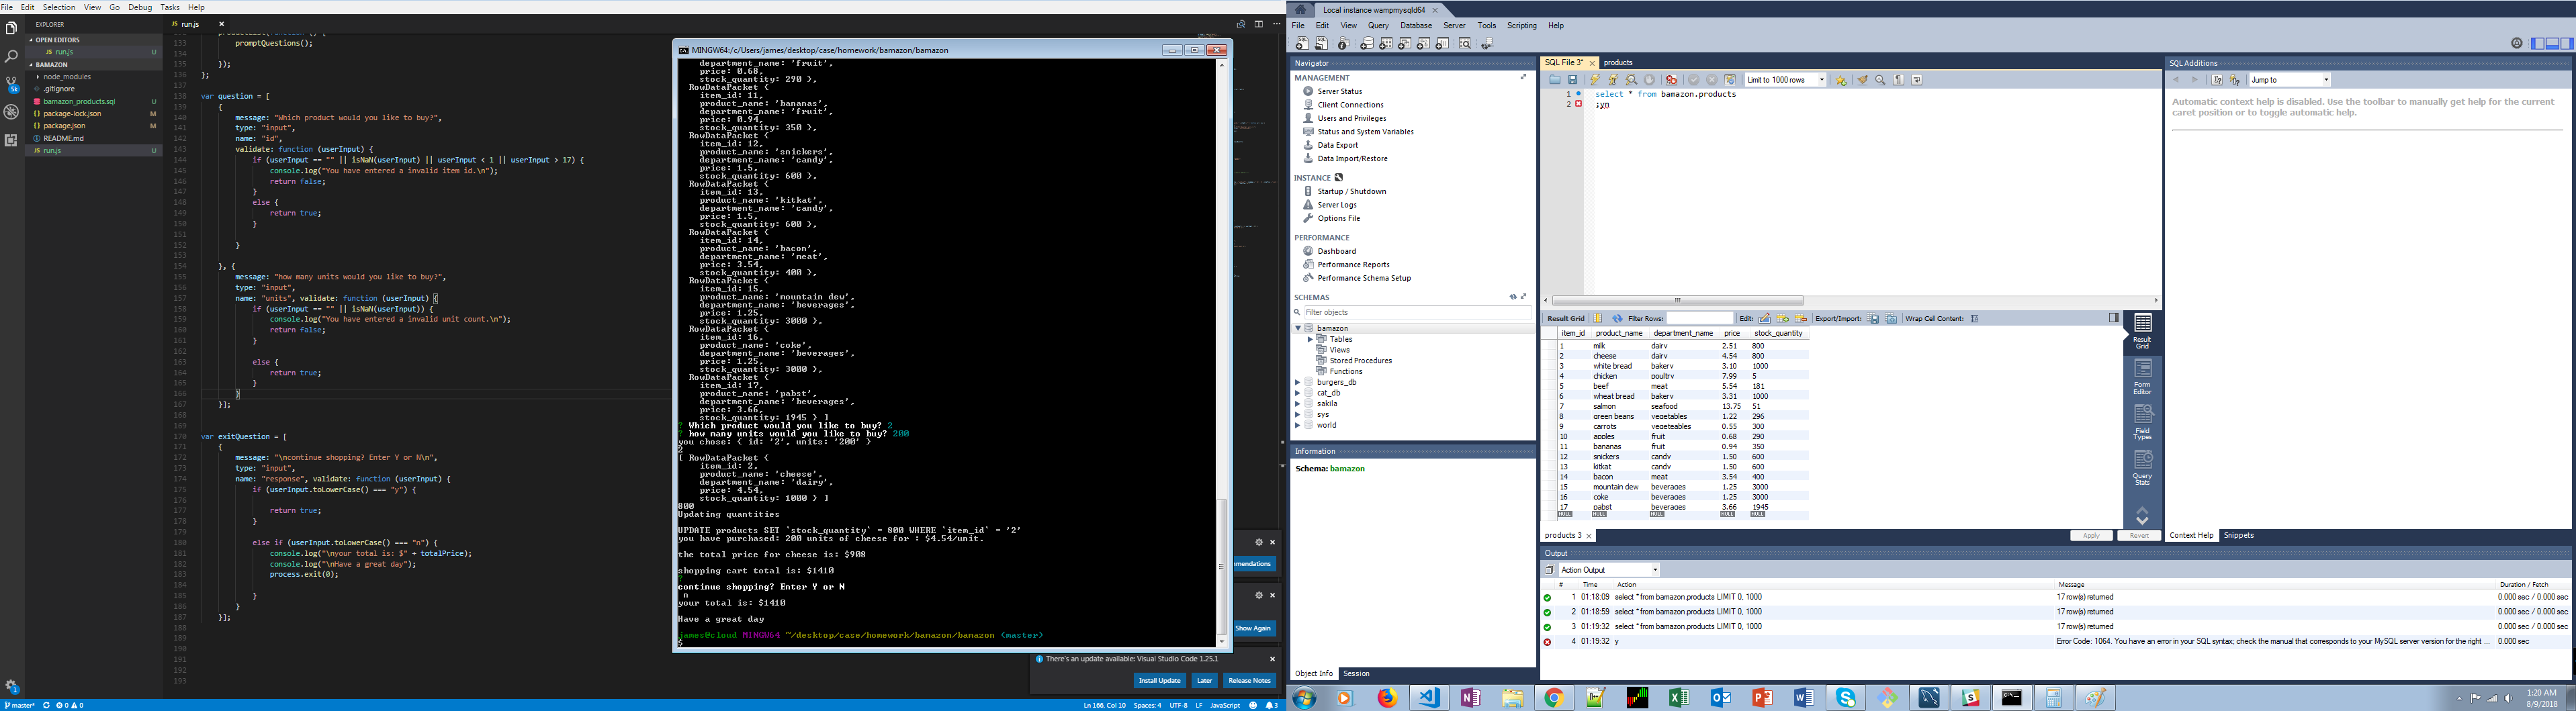 File Edit Selection View Go Debug Tasks Help
EXPLORER
OPEN EDITORS
JS run.js U
BAMAZON
node_modules
.gitignore
bamazon_products.sql U
{} package-lock.json M
{} package.json M
README.md
JS run.js U
5k
1
JS run.js ×
133 promptQuestions();
134
135 });
136 };
137
138 var question = [
139 {
140 message: "Which product would you like to buy?",
141 type: "input",
142 name: "id",
143 validate: function (userInput) {
144 if (userInput == "" || isNaN(userInput) || userInput < 1 || userInput > 17) {
145 console.log("You have entered a invalid item id.\n");
146 return false;
147 }
148 else {
149 return true;
150 }
151
152 }
153
154 }, {
155 message: "how many units would you like to buy?",
156 type: "input",
157 name: "units", validate: function (userInput) {
158 if (userInput == "" || isNaN(userInput)) {
159 console.log("You have entered a invalid unit count.\n");
160 return false;
161 }
162
163 else {
164 return true;
165 }
166 }
167 }];
168
169
170 var exitQuestion = [
171 {
172 message: "\ncontinue shopping? Enter Y or N\n",
173 type: "input",
174 name: "response", validate: function (userInput) {
175 if (userInput.toLowerCase() === "y") {
176
177 return true;
178 }
179
180 else if (userInput.toLowerCase() === "n") {
181 console.log("\nyour total is: $" + totalPrice);
182 console.log("\nHave a great day");
183 process.exit(0);
184
185 }
186 }
187 }];
188
189
190
191
192
193
MINGW64:/c/Users/james/desktop/case/homework/bamazon/bamazon
department_name: 'fruit',
price: 0.68,
stock_quantity: 290 },
RowDataPacket {
item_id: 11,
product_name: 'bananas',
department_name: 'fruit',
price: 0.94,
stock_quantity: 350 },
RowDataPacket {
item_id: 12,
product_name: 'snickers',
department_name: 'candy',
price: 1.5,
stock_quantity: 600 },
RowDataPacket {
item_id: 13,
product_name: 'kitkat',
department_name: 'candy',
price: 1.5,
stock_quantity: 600 },
RowDataPacket {
item_id: 14,
product_name: 'bacon',
department_name: 'meat',
price: 3.54,
stock_quantity: 400 },
RowDataPacket {
item_id: 15,
product_name: 'mountain dew',
department_name: 'beverages',
price: 1.25,
stock_quantity: 3000 },
RowDataPacket {
item_id: 16,
product_name: 'coke',
department_name: 'beverages',
price: 1.25,
stock_quantity: 3000 },
RowDataPacket {
item_id: 17,
product_name: 'pabst',
department_name: 'beverages',
price: 3.66,
stock_quantity: 1945 } ]
? Which product would you like to buy? 2
? how many units would you like to buy? 200
you chose: { id: '2', units: '200' }
2
[ RowDataPacket {
item_id: 2,
product_name: 'cheese',
department_name: 'dairy',
price: 4.54,
stock_quantity: 1000 } ]
800
Updating quantities
UPDATE products SET `stock_quantity` = 800 WHERE `item_id` = '2'
you have purchased: 200 units of cheese for : $4.54/unit.
the total price for cheese is: $908
shopping cart total is: $1410
?
continue shopping? Enter Y or N
n
your total is: $1410
Have a great day
james@cloud MINGW64 ~/desktop/case/homework/bamazon/bamazon (master)
$
mmendations
Show Again
There's an update available: Visual Studio Code 1.25.1
Install Update Later Release Notes
master* 0 0
Ln 166, Col 10 Spaces: 4 UTF-8 LF JavaScript 3
Local instance wampmysqld64 ×
File Edit View Query Database Server Tools Scripting Help
Navigator
MANAGEMENT
Server Status
Client Connections
Users and Privileges
Status and System Variables
Data Export
Data Import/Restore
INSTANCE
Startup / Shutdown
Server Logs
Options File
PERFORMANCE
Dashboard
Performance Reports
Performance Schema Setup
SCHEMAS
Filter objects
bamazon
Tables
Views
Stored Procedures
Functions
burgers_db
cat_db
sakila
sys
world
Information
Schema: bamazon
Object Info Session
SQL File 3* × products
Limit to 1000 rows
1 select * from bamazon.products
2 ;yn
Result Grid Filter Rows: Edit: Export/Import: Wrap Cell Content:
item_id product_name department_name price stock_quantity
1 milk dairy 2.51 800
2 cheese dairy 4.54 800
3 white bread bakery 3.10 1000
4 chicken poultry 7.99 5
5 beef meat 5.54 181
6 wheat bread bakery 3.31 1000
7 salmon seafood 13.75 51
8 green beans vegetables 1.22 296
9 carrots vegeteables 0.55 300
10 apples fruit 0.68 290
11 bananas fruit 0.94 350
12 snickers candy 1.50 600
13 kitkat candy 1.50 600
14 bacon meat 3.54 400
15 mountain dew beverages 1.25 3000
16 coke beverages 1.25 3000
17 pabst beverages 3.66 1945
NULL NULL NULL NULL NULL
Result Grid
Form Editor
Field Types
Query Stats
products 3 ×
Apply Revert
SQL Additions
Jump to
Automatic context help is disabled. Use the toolbar to manually get help for the current
caret position or to toggle automatic help.
Context Help Snippets
Output
Action Output
# Time Action Message Duration / Fetch
1 01:18:09 select * from bamazon.products LIMIT 0, 1000 17 row(s) returned 0.000 sec / 0.000 sec
2 01:18:59 select * from bamazon.products LIMIT 0, 1000 17 row(s) returned 0.000 sec / 0.000 sec
3 01:19:32 select * from bamazon.products LIMIT 0, 1000 17 row(s) returned 0.000 sec / 0.000 sec
4 01:19:32 y Error Code: 1064. You have an error in your SQL syntax; check the manual that corresponds to your MySQL server version for the right ... 0.000 sec
1:20 AM
8/9/2018